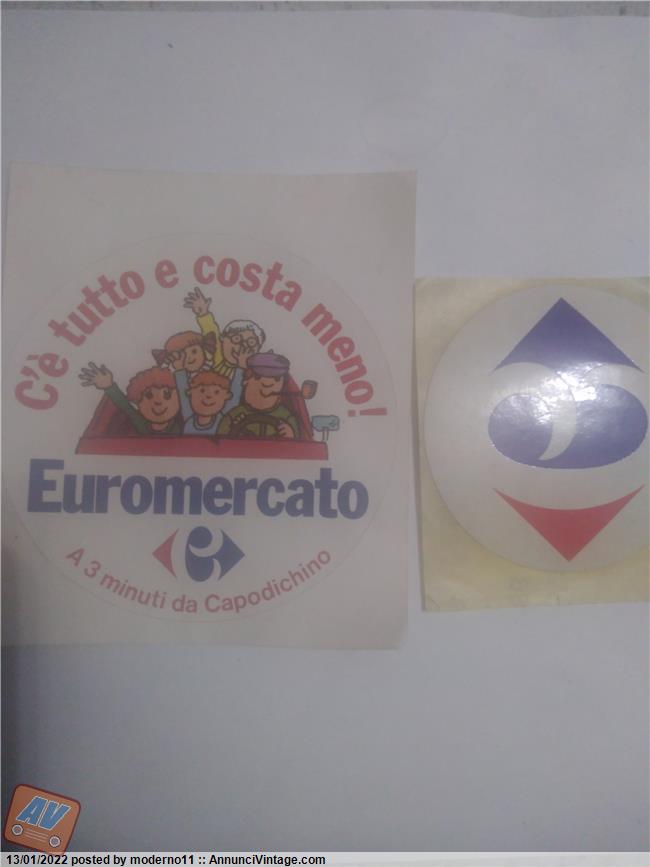 C'è tutto e costa meno!
Euromercato
A 3 minuti da Capodichino
AV
13/01/2022 posted by moderno11 :: AnnunciVintage.com